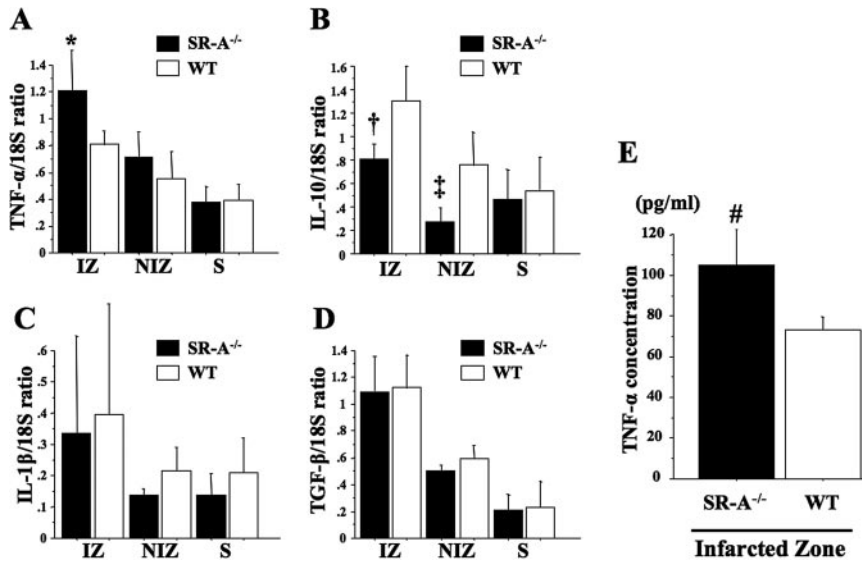 A
*
SR-A-/-
WT
TNF-α/18S ratio
1.4
1.2
1
.8
.6
.4
.2
0
IZ NIZ S
B
SR-A-/-
WT
IL-10/18S ratio
1.6
1.4
1.2
1
.8
.6
.4
.2
0
†
‡
IZ NIZ S
C
SR-A-/-
WT
IL-1β/18S ratio
.6
.5
.4
.3
.2
.1
0
IZ NIZ S
D
SR-A-/-
WT
TGF-β/18S ratio
1.4
1.2
1
.8
.6
.4
.2
0
IZ NIZ S
E
(pg/ml)
#
TNF-α concentration
120
100
80
60
40
20
0
SR-A-/- WT
Infarcted Zone